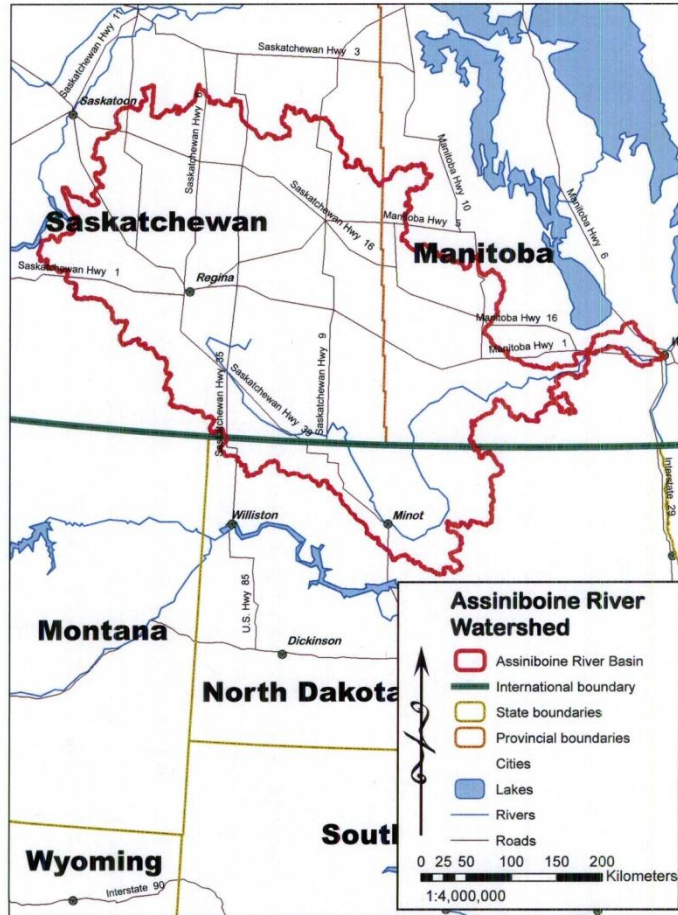 Saskatchewan Hwy 11
Saskatchewan Hwy 3
Saskatoon
Saskatchewan Hwy 6
Manitoba Hwy 10
Manitoba Hwy 6
Saskatchewan
Saskatchewan Hwy 16
Manitoba Hwy 5
Manitoba
Saskatchewan Hwy 1
Regina
Manitoba Hwy 16
Manitoba Hwy 1
Saskatchewan Hwy 9
Saskatchewan Hwy 35
Saskatchewan Hwy 39
Interstate 29
Williston
Minot
U.S. Hwy 85
Montana
Dickinson
North Dakota
South
Wyoming
Interstate 90
Assiniboine River
Watershed
Assiniboine River Basin
International boundary
State boundaries
Provincial boundaries
Cities
Lakes
Rivers
Roads
0 25 50 100 150 200
Kilometers
1:4,000,000